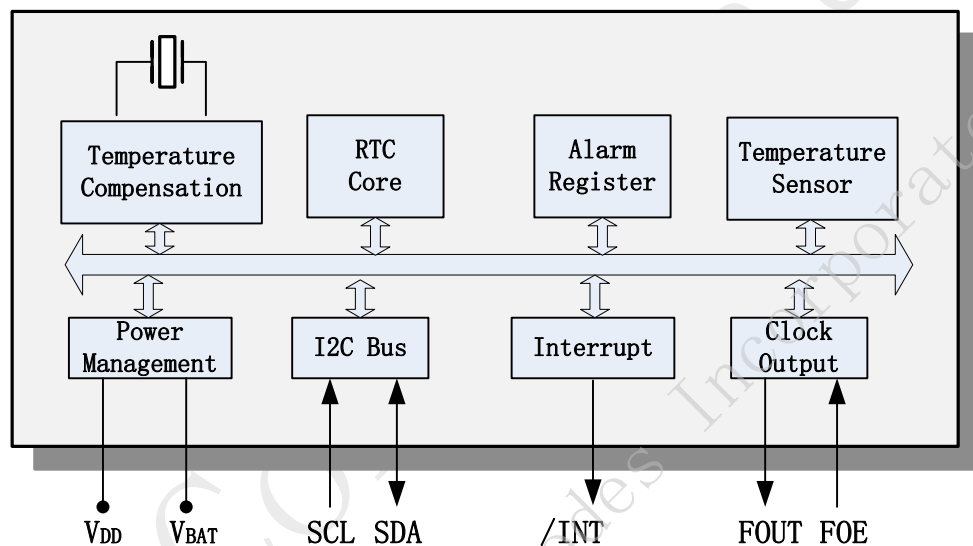 Temperature
Compensation
RTC
Core
Alarm
Register
Temperature
Sensor
Power
Management
I2C Bus
Interrupt
Clock
Output
VDD VBAT SCL SDA /INT FOUT FOE
Incorporate